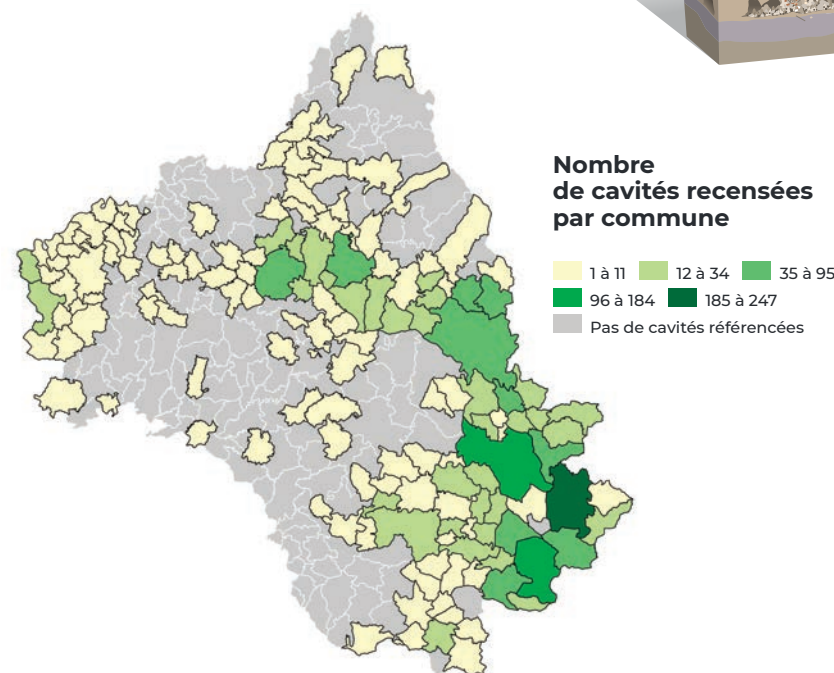 Nombre
de cavités recensées
par commune
1 à 11 12 à 34 35 à 95
96 à 184 185 à 247
Pas de cavités référencées